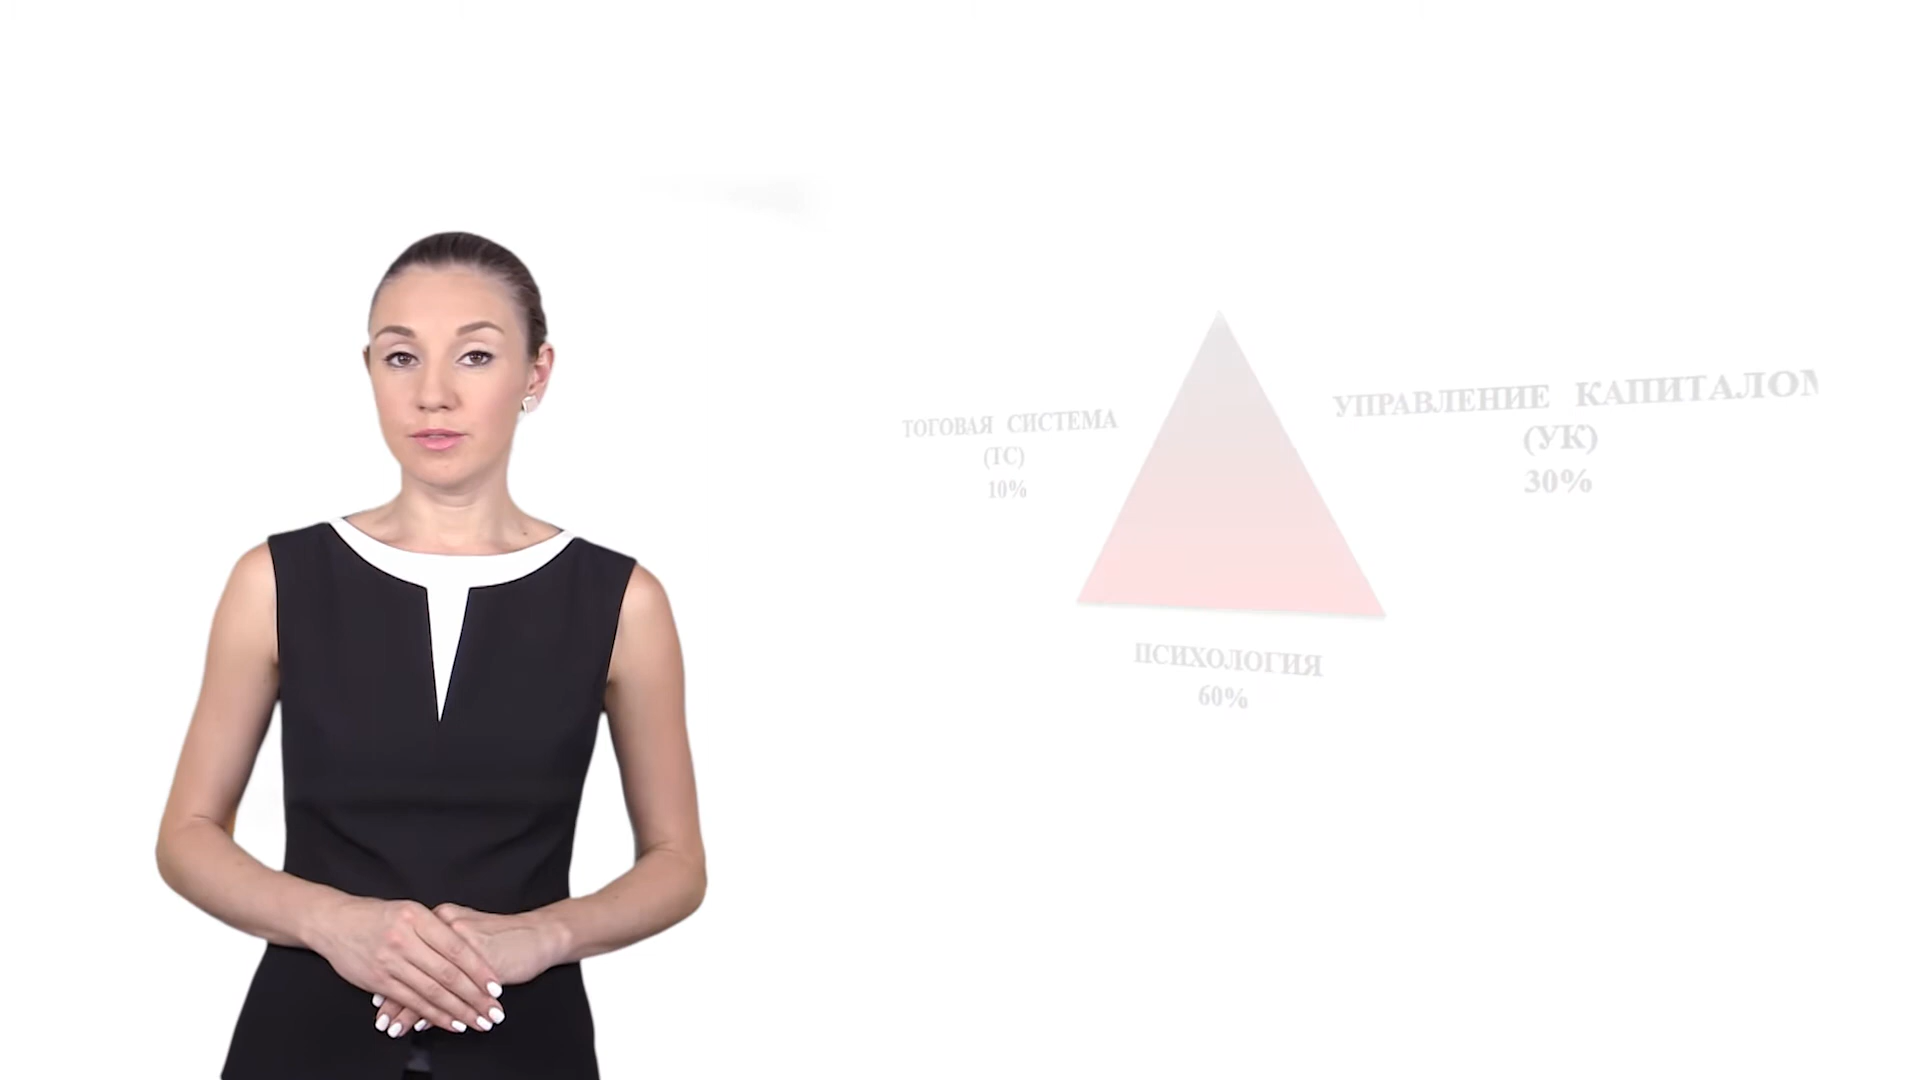 ТОГОВАЯ СИСТЕМА
(ТС)
10%
УПРАВЛЕНИЕ КАПИТАЛОМ
(УК)
30%
ПСИХОЛОГИЯ
60%